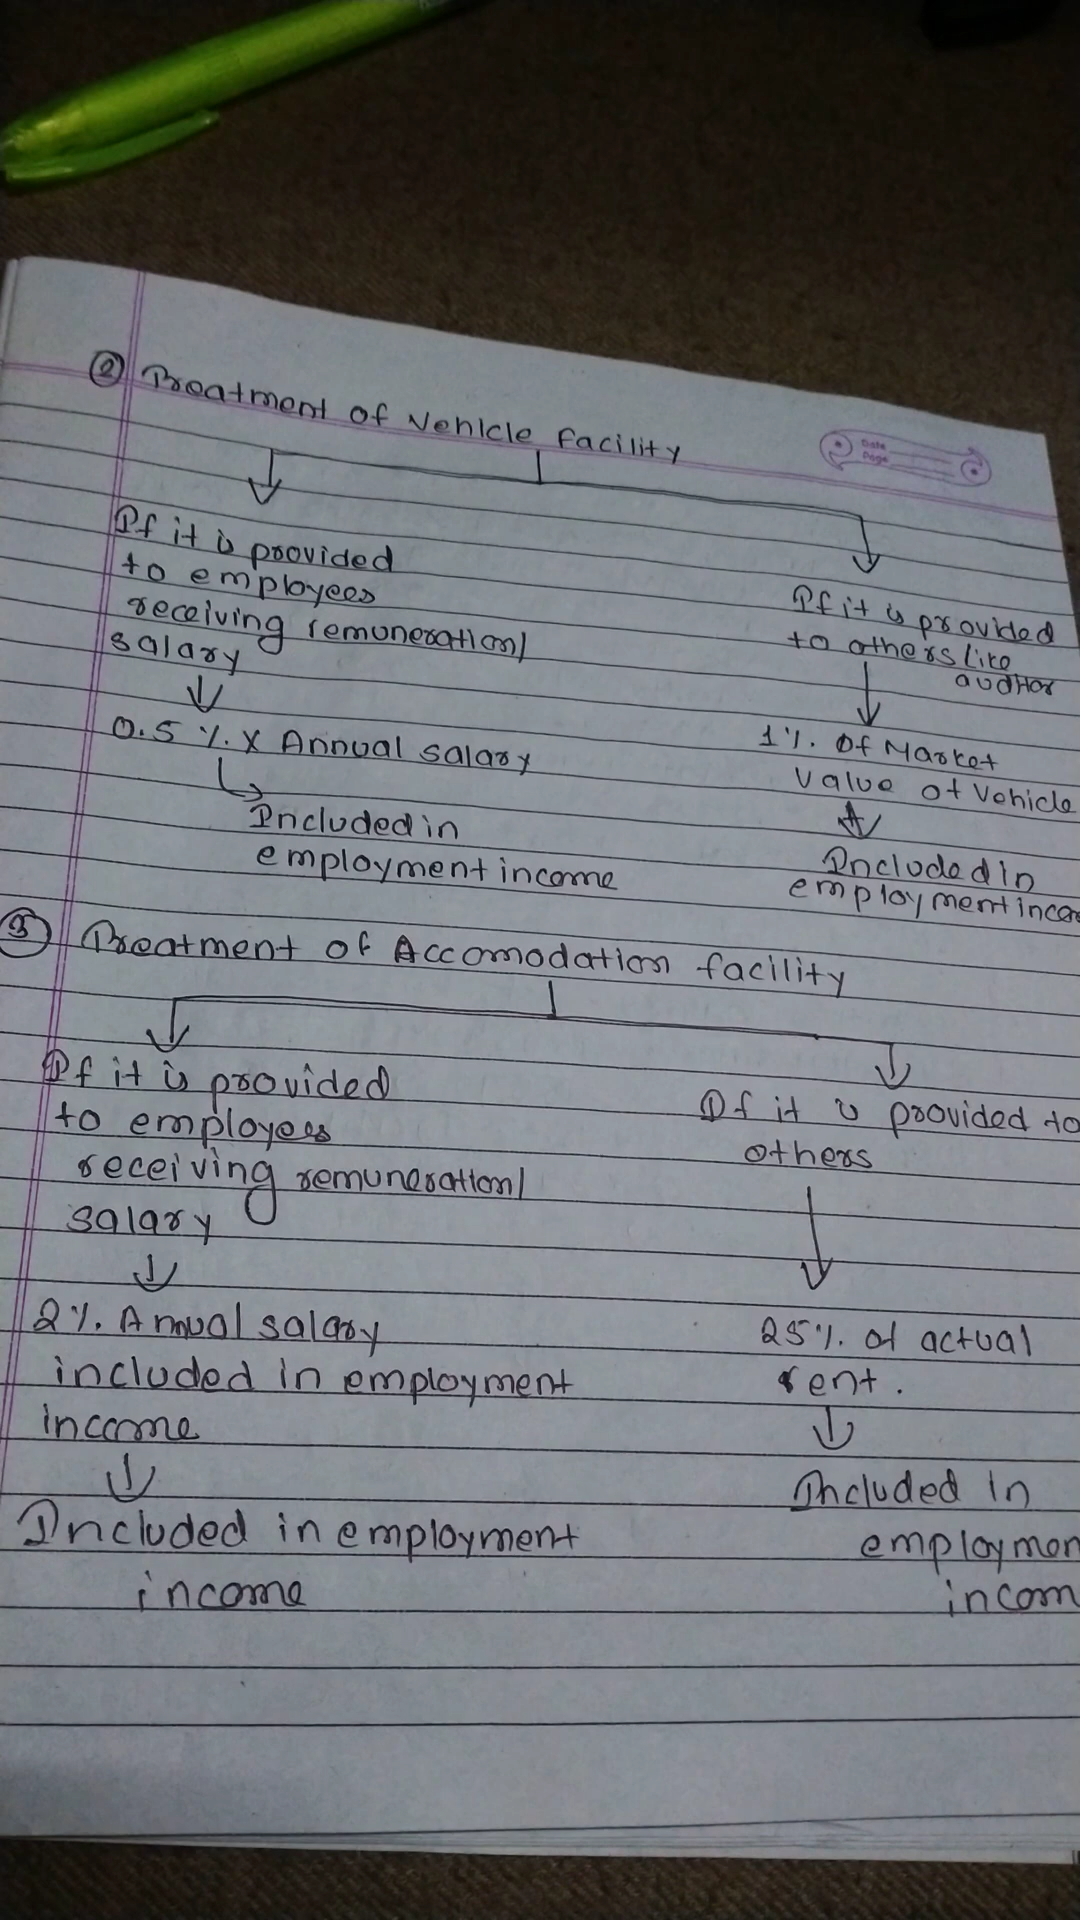 ② Treatment of Vehicle facility
Date
Page
If it is provided
to employees
receiving remuneration/
salary
0.5 % x Annual salary
Included in
employment income
If it is provided
to others like
auditor
1% Of Market
value of Vehicle
Included In
employment incom
③ Treatment of Accomodation facility
If it is provided
to employees
receiving remuneration/
salary
2% Annual salary
included in employment
income
Included in employment
income
If it is provided to
others
25% of actual
rent.
Included In
employmen
incom